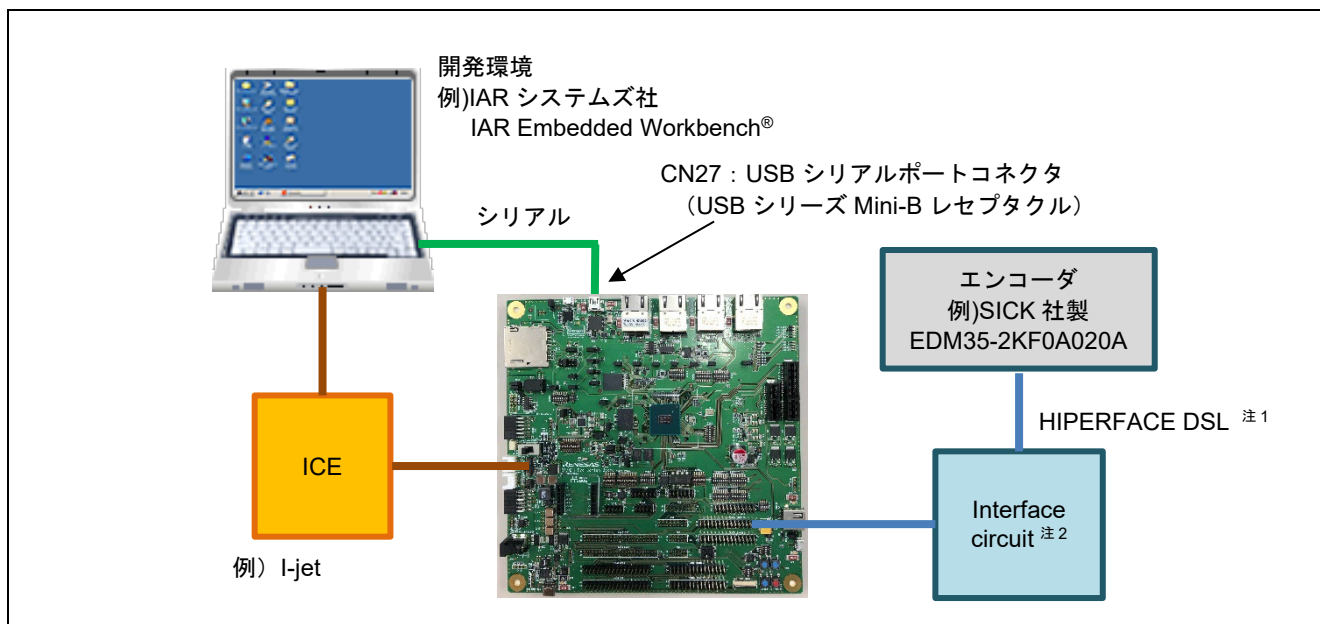 開発環境
例)IAR システムズ社
IAR Embedded Workbench®
CN27：USB シリアルポートコネクタ
（USB シリーズ Mini-B レセプタクル）
シリアル
エンコーダ
例)SICK 社製
EDM35-2KF0A020A
HIPERFACE DSL 注 1
ICE
RENESAS
Interface
circuit 注 2
例）I-jet